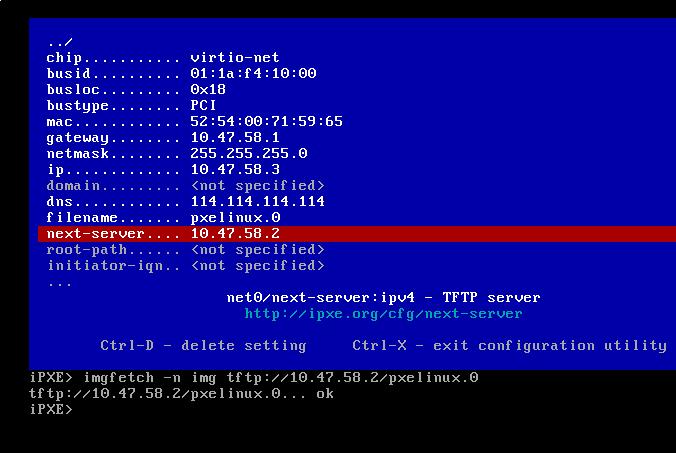 ../
chip........... virtio-net
busid.......... 01:1a:f4:10:00
busloc......... 0x18
bustype........ PCI
mac............ 52:54:00:71:59:65
gateway........ 10.47.58.1
netmask........ 255.255.255.0
ip............. 10.47.58.3
domain......... <not specified>
dns............ 114.114.114.114
filename....... pxelinux.0
next-server.... 10.47.58.2
root-path...... <not specified>
initiator-iqn.. <not specified>
...
net0/next-server:ipv4 - TFTP server
http://ipxe.org/cfg/next-server
Ctrl-D - delete setting Ctrl-X - exit configuration utility
iPXE> imgfetch -n img tftp://10.47.58.2/pxelinux.0
tftp://10.47.58.2/pxelinux.0... ok
iPXE>